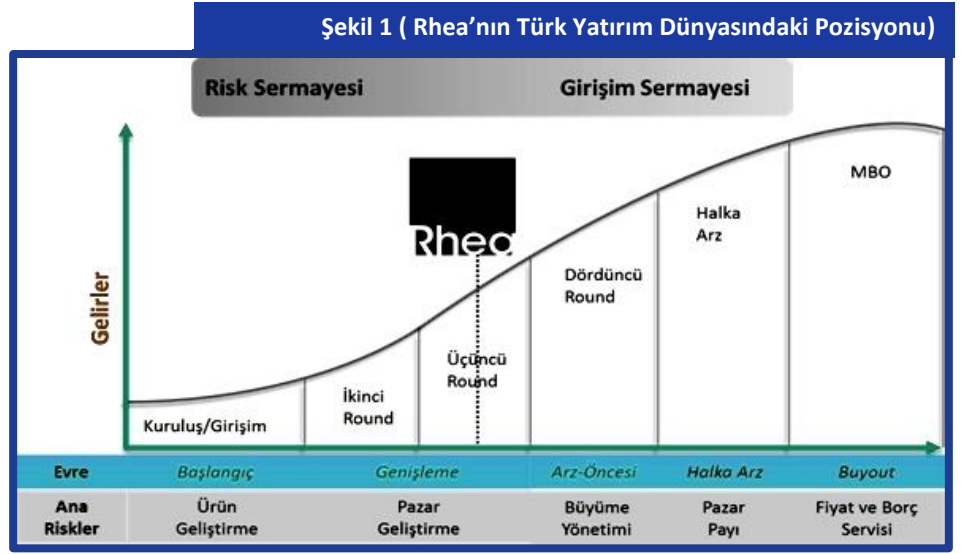 Şekil 1 ( Rhea’nın Türk Yatırım Dünyasındaki Pozisyonu)
Risk Sermayesi Girişim Sermayesi
Rhea
Gelirler
Kuruluş/Girişim
İkinci
Round
Üçüncü
Round
Dördüncü
Round
Halka
Arz
MBO
Evre Başlangıç Genişleme Arz-Öncesi Halka Arz Buyout
Ana
Riskler
Ürün
Geliştirme
Pazar
Geliştirme
Büyüme
Yönetimi
Pazar
Payı
Fiyat ve Borç
Servisi